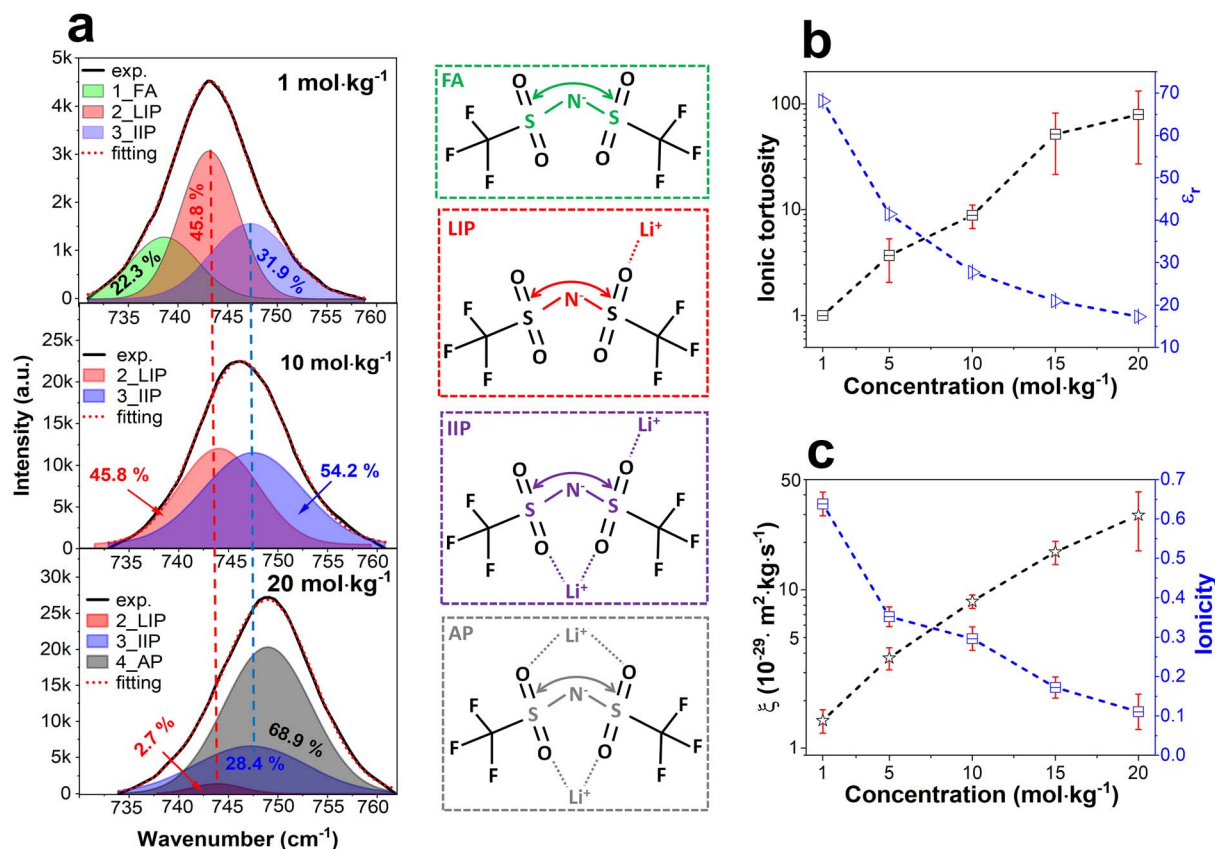 a
5k
4k
3k
2k
1k
0
exp.
1_FA
2_LIP
3_IIP
fitting
1 mol·kg⁻¹
22.3 %
45.8 %
31.9 %
735 740 745 750 755 760
25k
20k
15k
10k
5k
0
exp.
2_LIP
3_IIP
fitting
10 mol·kg⁻¹
45.8 %
54.2 %
735 740 745 750 755 760
30k
25k
20k
15k
10k
5k
0
exp.
2_LIP
3_IIP
4_AP
fitting
20 mol·kg⁻¹
2.7 %
68.9 %
28.4 %
735 740 745 750 755 760
Intensity (a.u.)
Wavenumber (cm⁻¹)
FA
O O
S N⁻ S
O O
F F
F F
F F
LIP
Li⁺
O O
S N⁻ S
O O
F F
F F
F F
IIP
Li⁺
O O
S N⁻ S
O O
F F
F F
F F
Li⁺
AP
Li⁺
O O
S N⁻ S
O O
F F
F F
F F
Li⁺
b
Ionic tortuosity
100
10
1
70
60
50
40
30
20
10
εr
1 5 10 15 20
Concentration (mol·kg⁻¹)
c
ξ (10⁻²⁹· m²·kg·s⁻¹)
50
10
5
1
0.7
0.6
0.5
0.4
0.3
0.2
0.1
0.0
Ionicity
1 5 10 15 20
Concentration (mol·kg⁻¹)